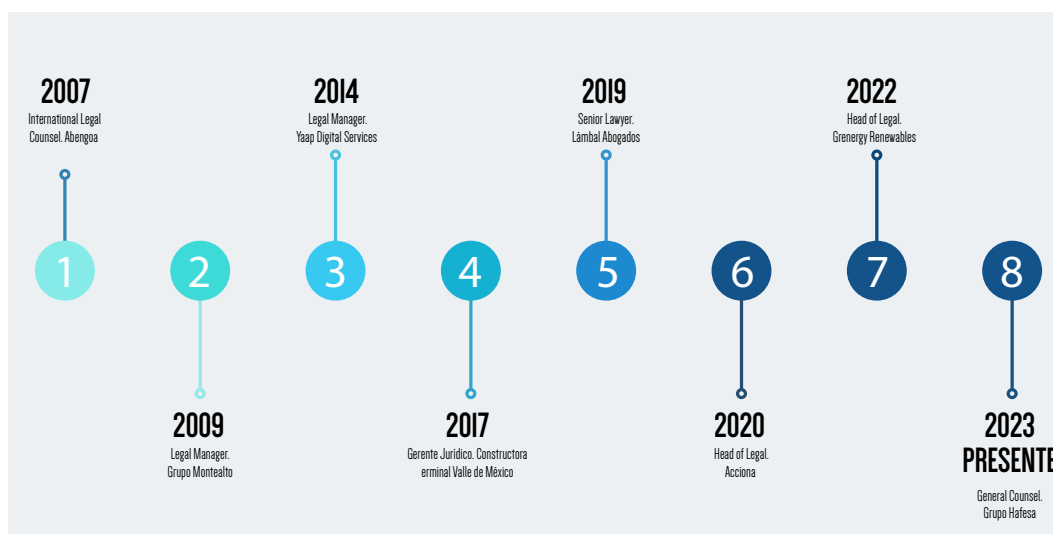 2007
International Legal
Counsel. Abengoa
2014
Legal Manager.
Yaap Digital Services
2019
Senior Lawyer.
Lámbal Abogados
2022
Head of Legal.
Grenergy Renewables
1
2
3
4
5
6
7
8
2009
Legal Manager.
Grupo Montealto
2017
Gerente Jurídico. Constructora
erminal Valle de México
2020
Head of Legal.
Acciona
2023
PRESENTE
General Counsel.
Grupo Hafesa